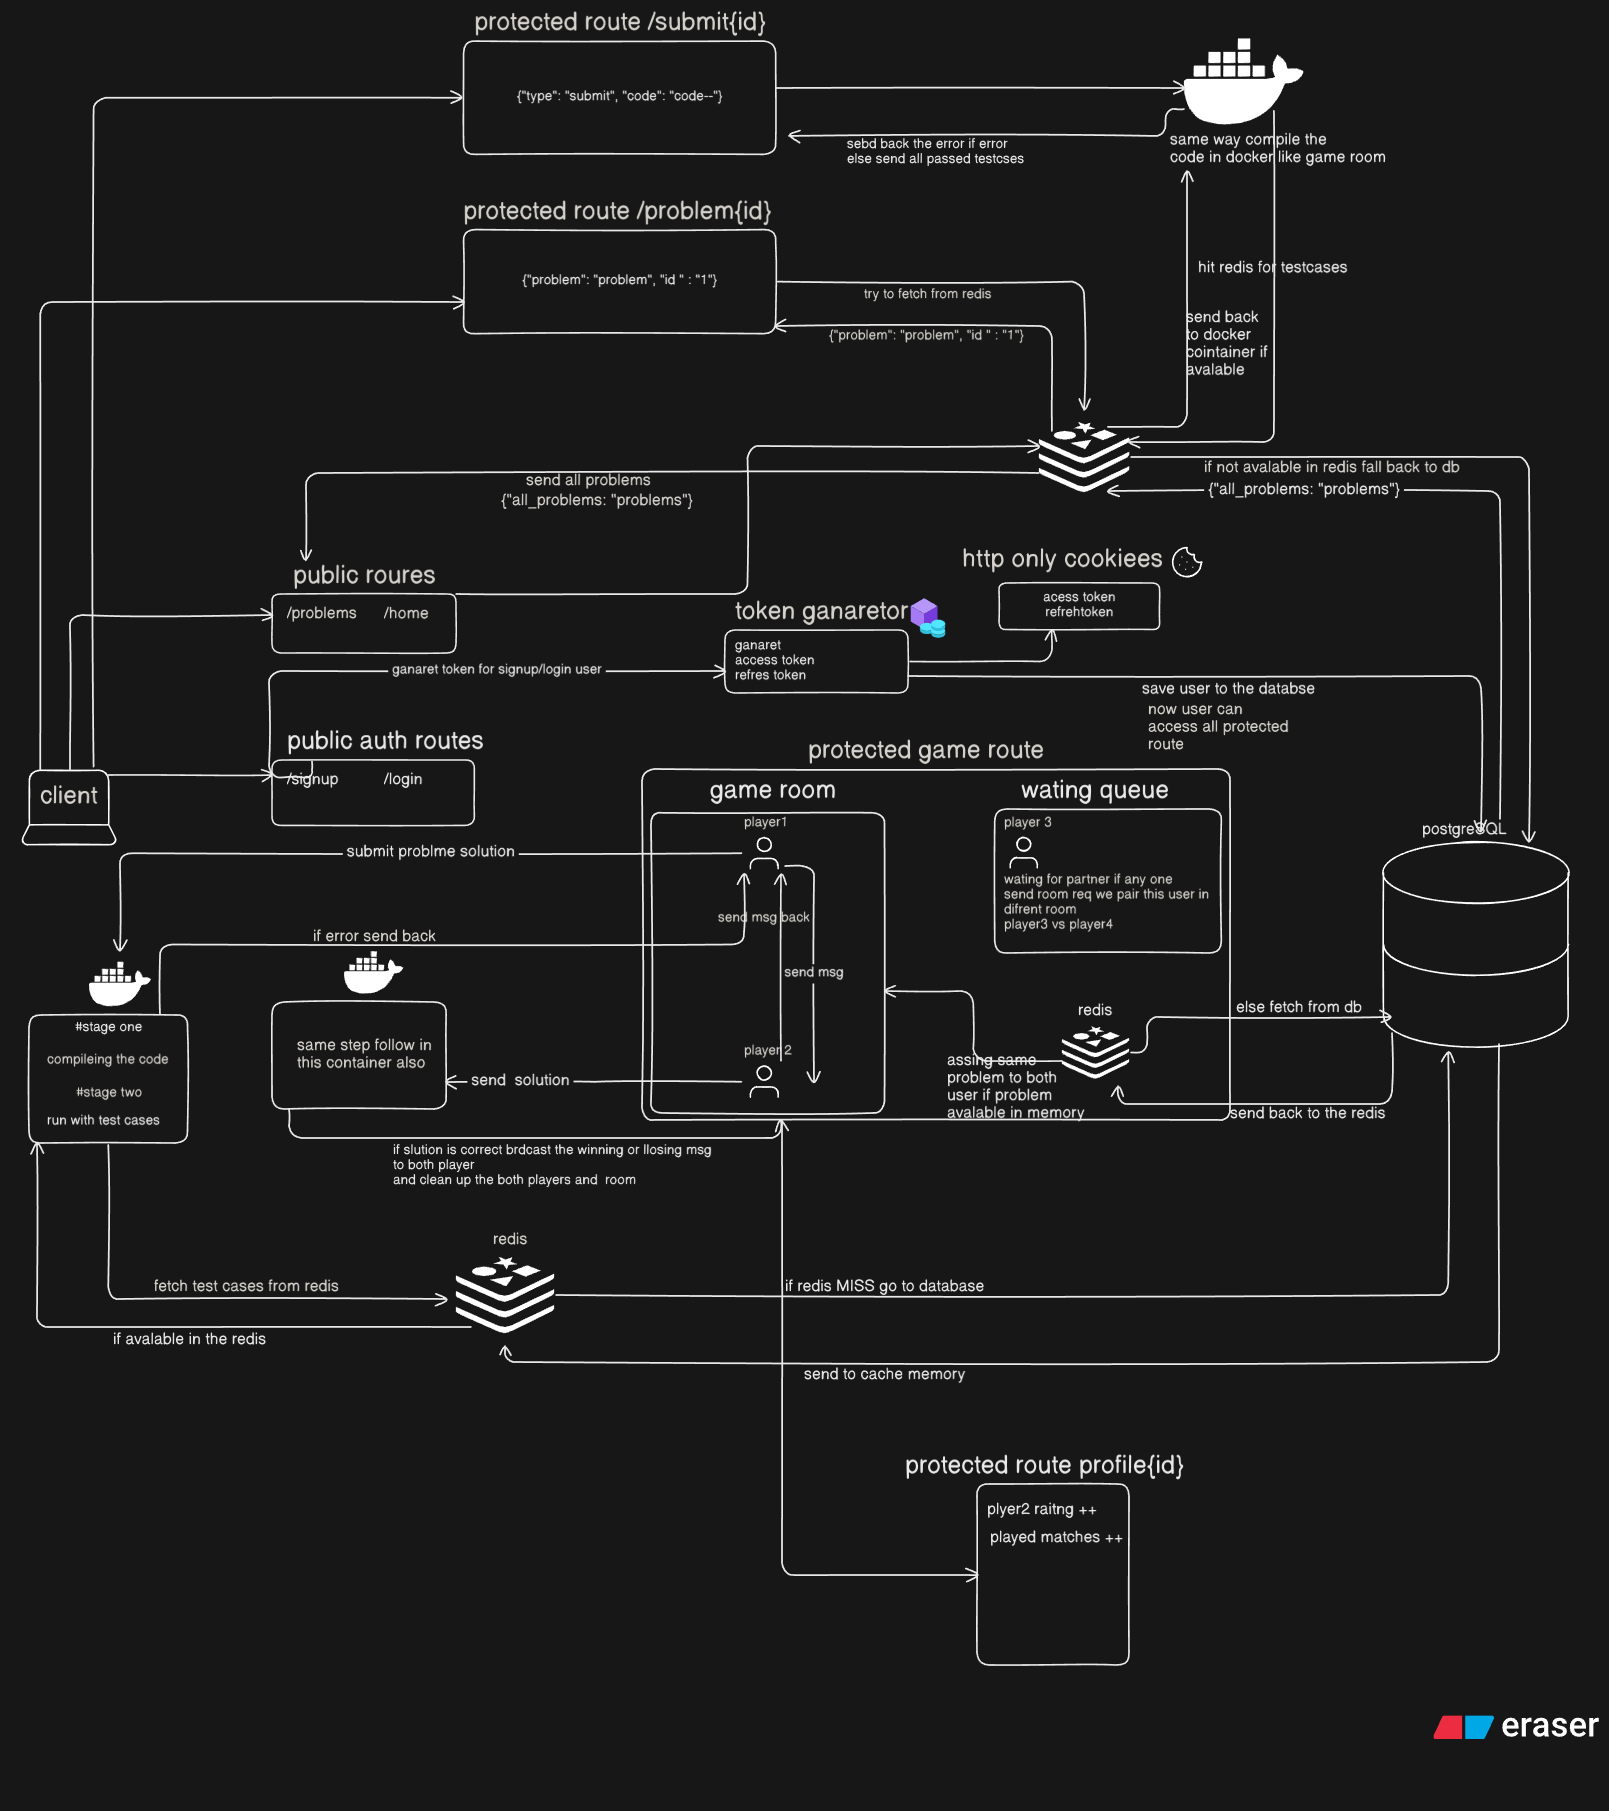 protected route /submit{id}
{"type": "submit", "code": "code--"}
sebd back the error if error
else send all passed testcses
same way compile the
code in docker like game room
protected route /problem{id}
{"problem": "problem", "id " : "1"}
try to fetch from redis
{"problem": "problem", "id " : "1"}
hit redis for testcases
send back
to docker
cointainer if
avalable
send all problems
{"all_problems: "problems"}
if not avalable in redis fall back to db
{"all_problems: "problems"}
public roures
/problems /home
http only cookiees
acess token
refrehtoken
token ganaretor
ganaret
access token
refres token
ganaret token for signup/login user
save user to the databse
now user can
access all protected
route
public auth routes
/signup /login
client
protected game route
game room
wating queue
player1
player 3
wating for partner if any one
send room req we pair this user in
difrent room
player3 vs player4
postgreSQL
submit problme solution
send msg back
if error send back
send msg
#stage one
compileing the code
#stage two
run with test cases
same step follow in
this container also
player 2
send solution
redis
else fetch from db
assing same
problem to both
user if problem
avalable in memory
send back to the redis
if slution is correct brdcast the winning or llosing msg
to both player
and clean up the both players and room
redis
fetch test cases from redis
if redis MISS go to database
if avalable in the redis
send to cache memory
protected route profile{id}
plyer2 raitng ++
played matches ++
eraser